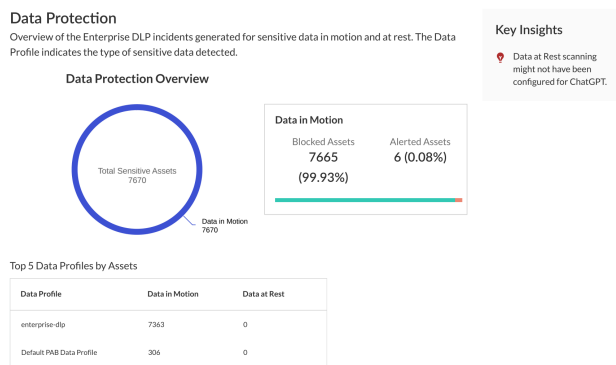 Data Protection
Overview of the Enterprise DLP incidents generated for sensitive data in motion and at rest. The Data
Profile indicates the type of sensitive data detected.
Key Insights
Data at Rest scanning
might not have been
configured for ChatGPT.
Data Protection Overview
Total Sensitive Assets
7670
Data in Motion
7670
Data in Motion
Blocked Assets
7665
(99.93%)
Alerted Assets
6 (0.08%)
Top 5 Data Profiles by Assets
Data Profile Data in Motion Data at Rest
enterprise-dlp 7363 0
Default PAB Data Profile 306 0